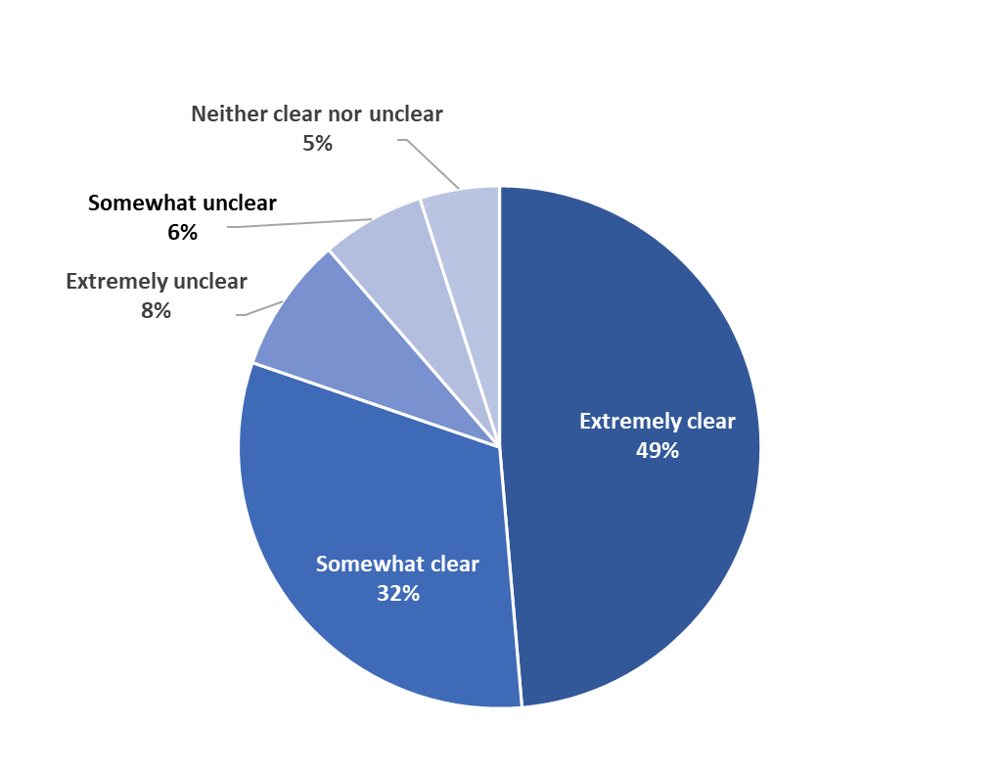 Neither clear nor unclear
5%
Somewhat unclear
6%
Extremely unclear
8%
Extremely clear
49%
Somewhat clear
32%